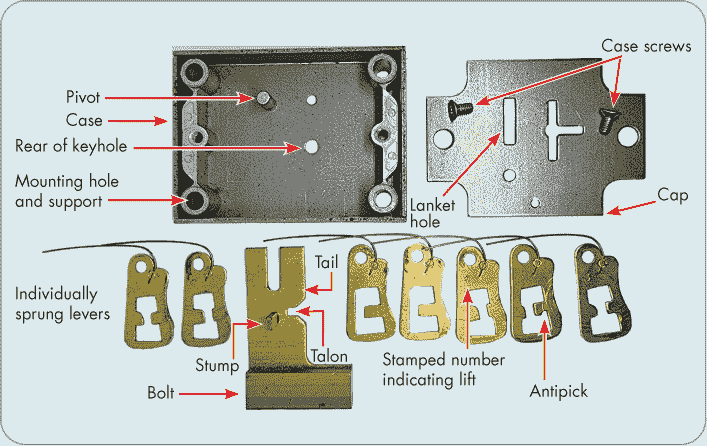 Case screws
Pivot
Case
Rear of keyhole
Mounting hole
and support
Lanket
hole
Cap
Individually
sprung levers
Tail
Stump
Talon
Stamped number
indicating lift
Bolt
Antipick